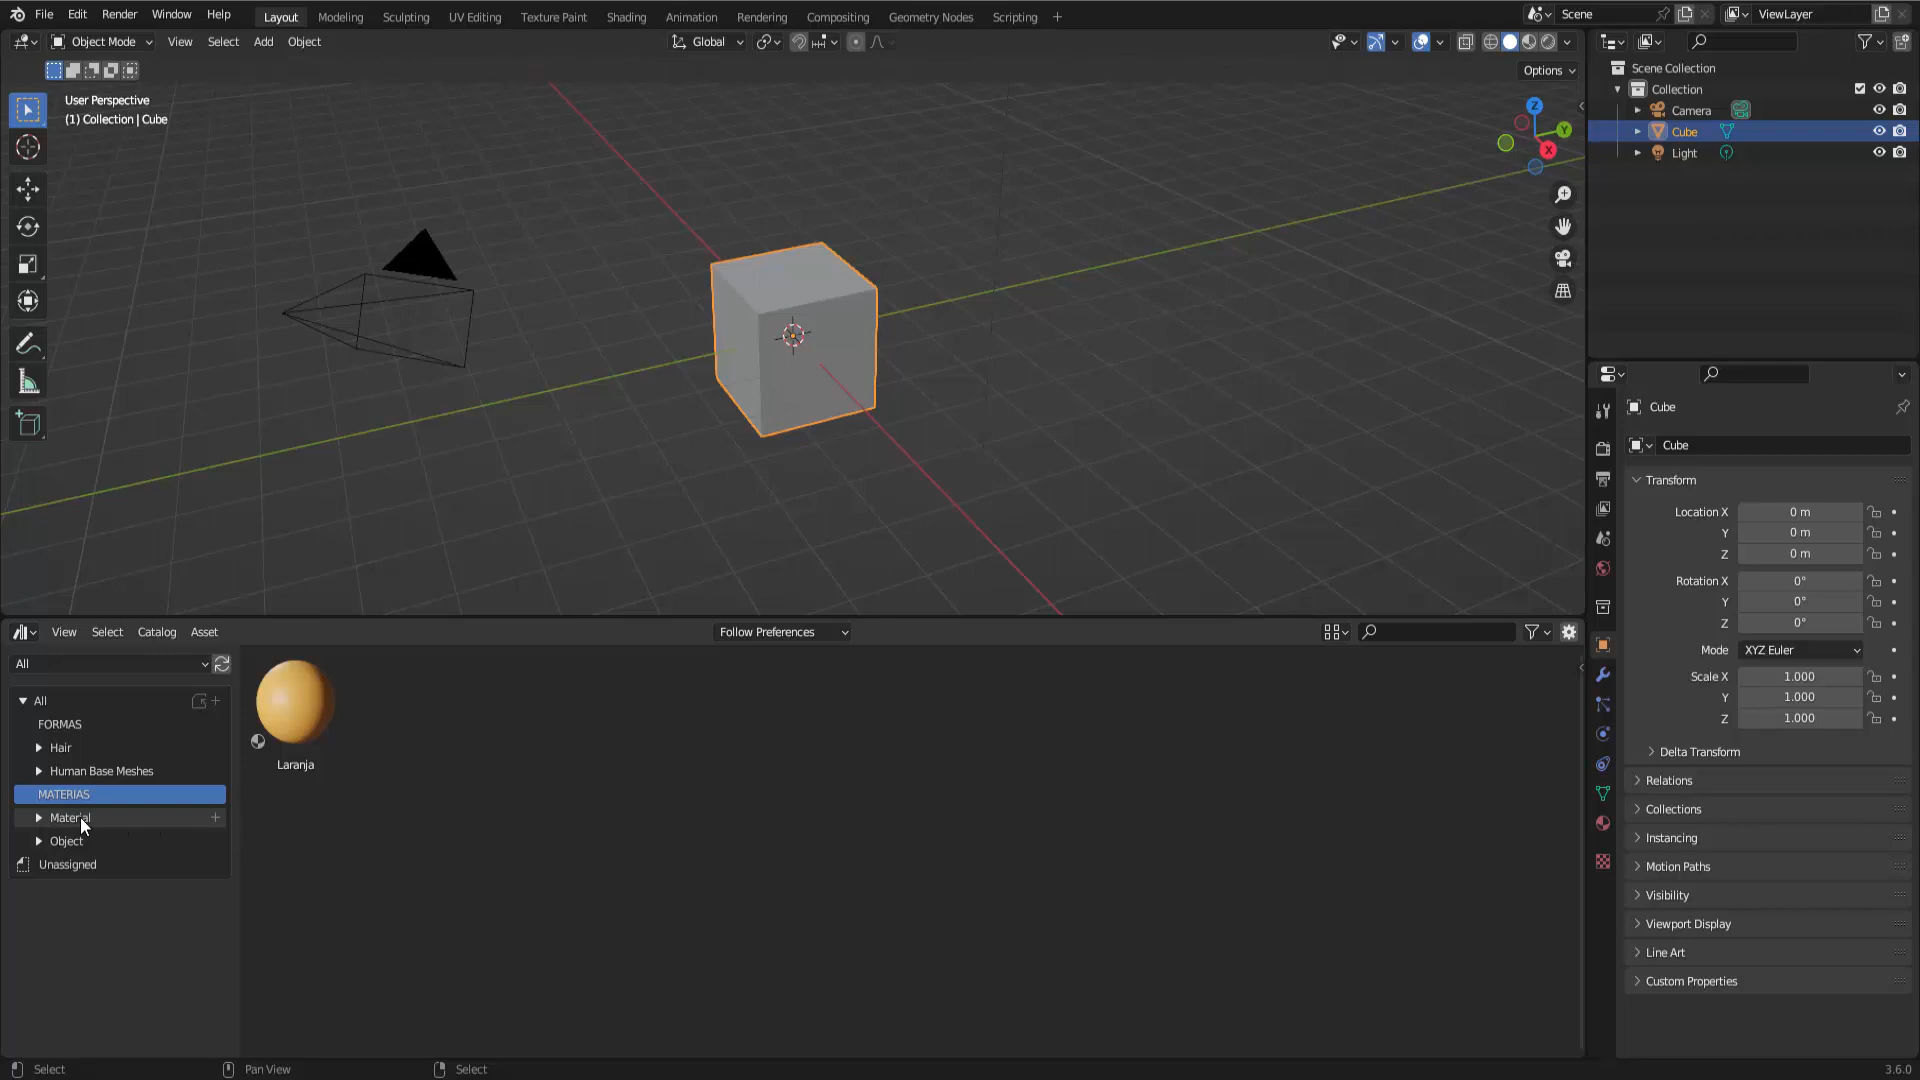 File Edit Render Window Help Layout Modeling Sculpting UV Editing Texture Paint Shading Animation Rendering Compositing Geometry Nodes Scripting + Scene ViewLayer
Object Mode View Select Add Object Global
Options
User Perspective
(1) Collection | Cube
Z
Y
X
Scene Collection
Collection
Camera
Cube
Light
Cube
Cube
Transform
Location X 0 m
Y 0 m
Z 0 m
Rotation X 0°
Y 0°
Z 0°
Mode XYZ Euler
Scale X 1.000
Y 1.000
Z 1.000
Delta Transform
Relations
Collections
Instancing
Motion Paths
Visibility
Viewport Display
Line Art
Custom Properties
View Select Catalog Asset Follow Preferences
All
All
FORMAS
Hair
Human Base Meshes
MATERIAS
Material
Object
Unassigned
Laranja
Select Pan View Select 3.6.0